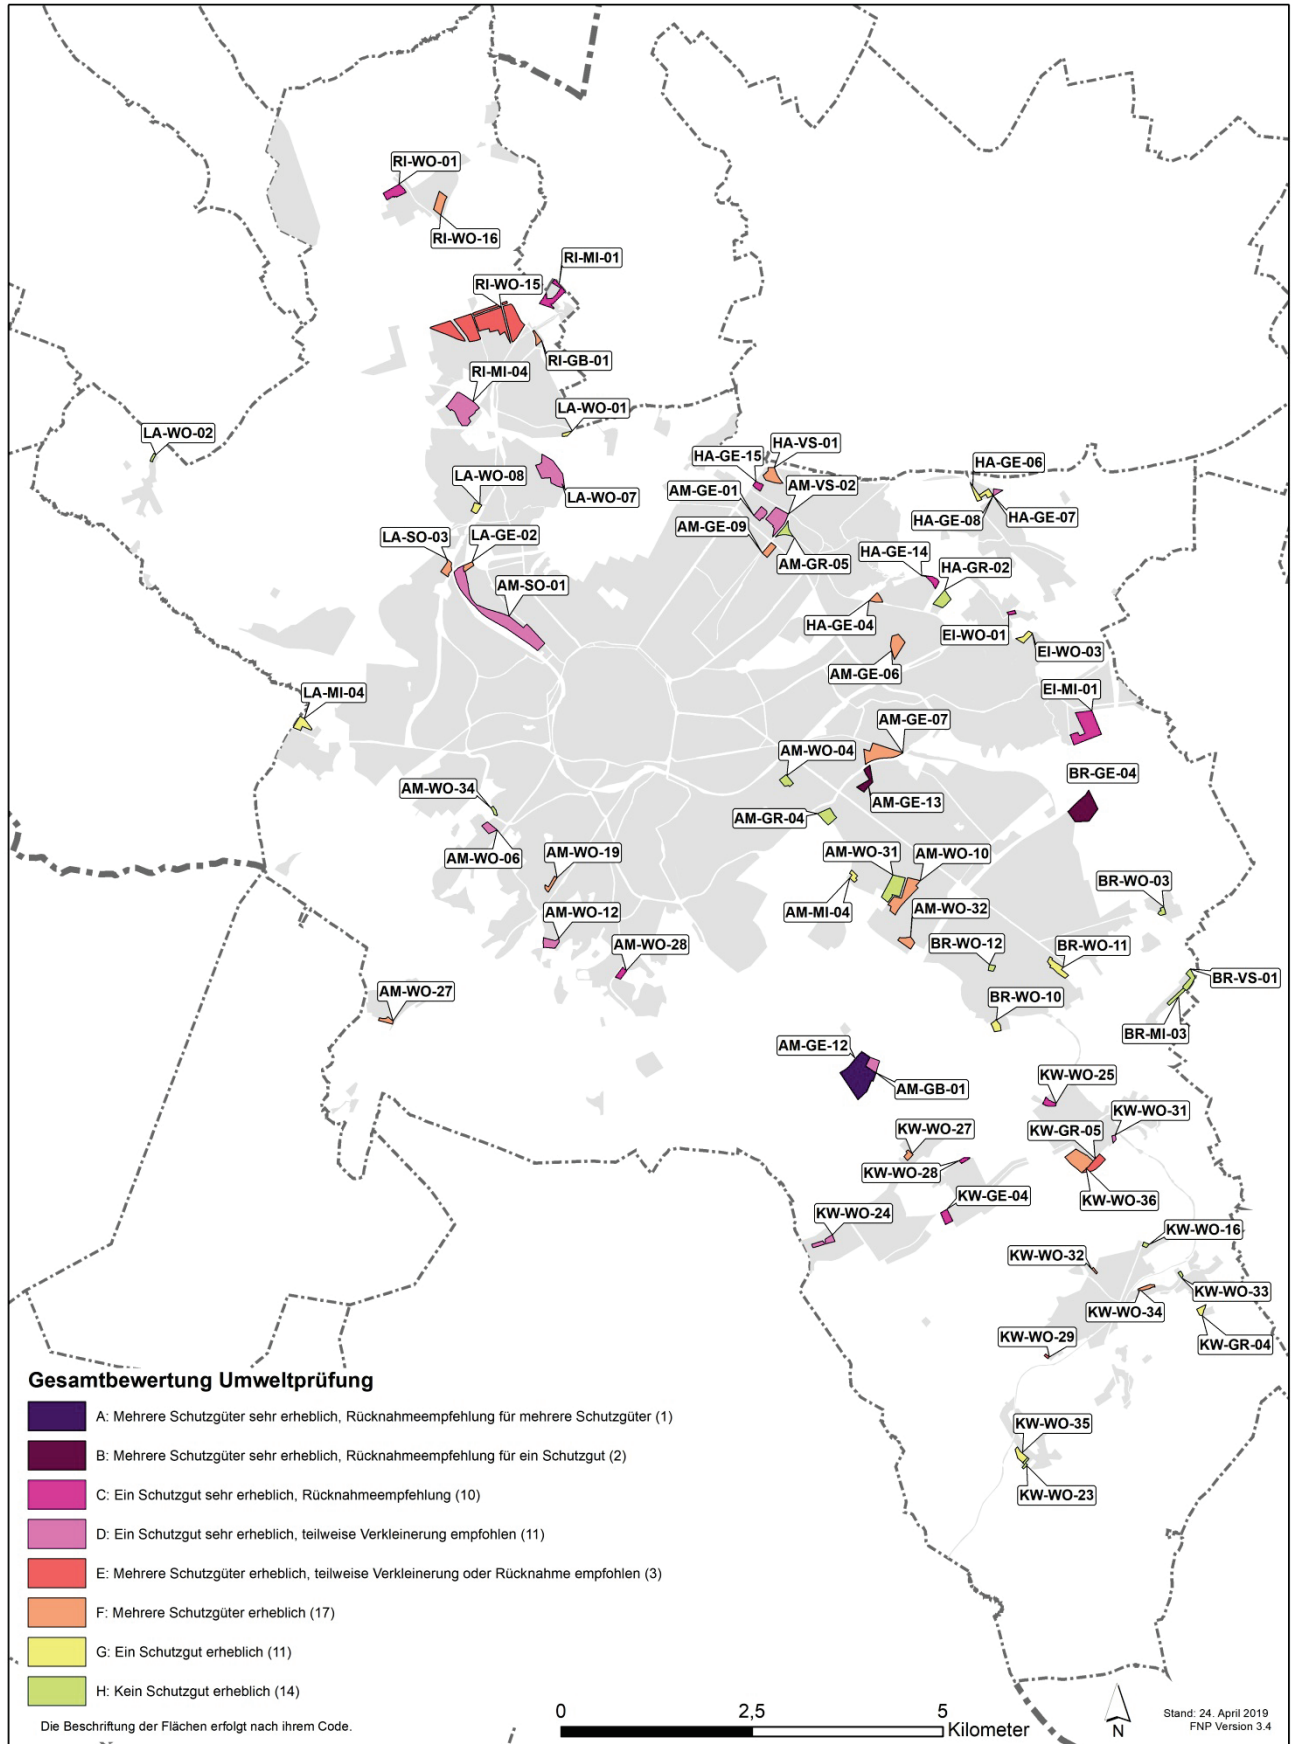 RI-WO-01
RI-WO-16
RI-MI-01
RI-WO-15
RI-GB-01
RI-MI-04
LA-WO-01
LA-WO-02
HA-VS-01
HA-GE-15
HA-GE-06
LA-WO-08
AM-VS-02
AM-GE-01
LA-WO-07
HA-GE-08
HA-GE-07
AM-GE-09
LA-SO-03
LA-GE-02
HA-GE-14
AM-GR-05
HA-GR-02
AM-SO-01
HA-GE-04
EI-WO-01
EI-WO-03
AM-GE-06
LA-MI-04
EI-MI-01
AM-GE-07
AM-WO-04
BR-GE-04
AM-WO-34
AM-GE-13
AM-GR-04
AM-WO-19
AM-WO-31
AM-WO-10
AM-WO-06
BR-WO-03
AM-WO-12
AM-MI-04
AM-WO-32
AM-WO-28
BR-WO-12
BR-WO-11
BR-VS-01
AM-WO-27
BR-WO-10
BR-MI-03
AM-GE-12
KW-WO-25
AM-GB-01
KW-WO-31
KW-WO-27
KW-GR-05
KW-WO-28
KW-GE-04
KW-WO-36
KW-WO-24
KW-WO-16
KW-WO-32
KW-WO-33
KW-WO-34
KW-WO-29
KW-GR-04
KW-WO-35
KW-WO-23
Gesamtbewertung Umweltprüfung
A: Mehrere Schutzgüter sehr erheblich, Rücknahmeempfehlung für mehrere Schutzgüter (1)
B: Mehrere Schutzgüter sehr erheblich, Rücknahmeempfehlung für ein Schutzgut (2)
C: Ein Schutzgut sehr erheblich, Rücknahmeempfehlung (10)
D: Ein Schutzgut sehr erheblich, teilweise Verkleinerung empfohlen (11)
E: Mehrere Schutzgüter erheblich, teilweise Verkleinerung oder Rücknahme empfohlen (3)
F: Mehrere Schutzgüter erheblich (17)
G: Ein Schutzgut erheblich (11)
H: Kein Schutzgut erheblich (14)
Die Beschriftung der Flächen erfolgt nach ihrem Code.
0 2,5 5
Kilometer
N
Stand: 24. April 2019
FNP Version 3.4